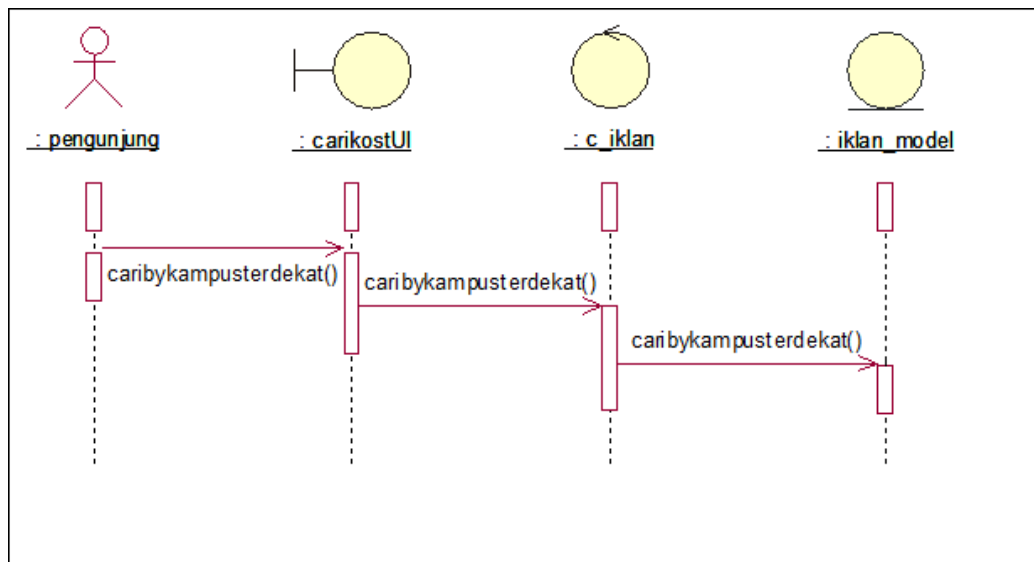 : pengunjung
: carikostUI
: c_iklan
: iklan_model
caribykampusterdekat()
caribykampusterdekat()
caribykampusterdekat()